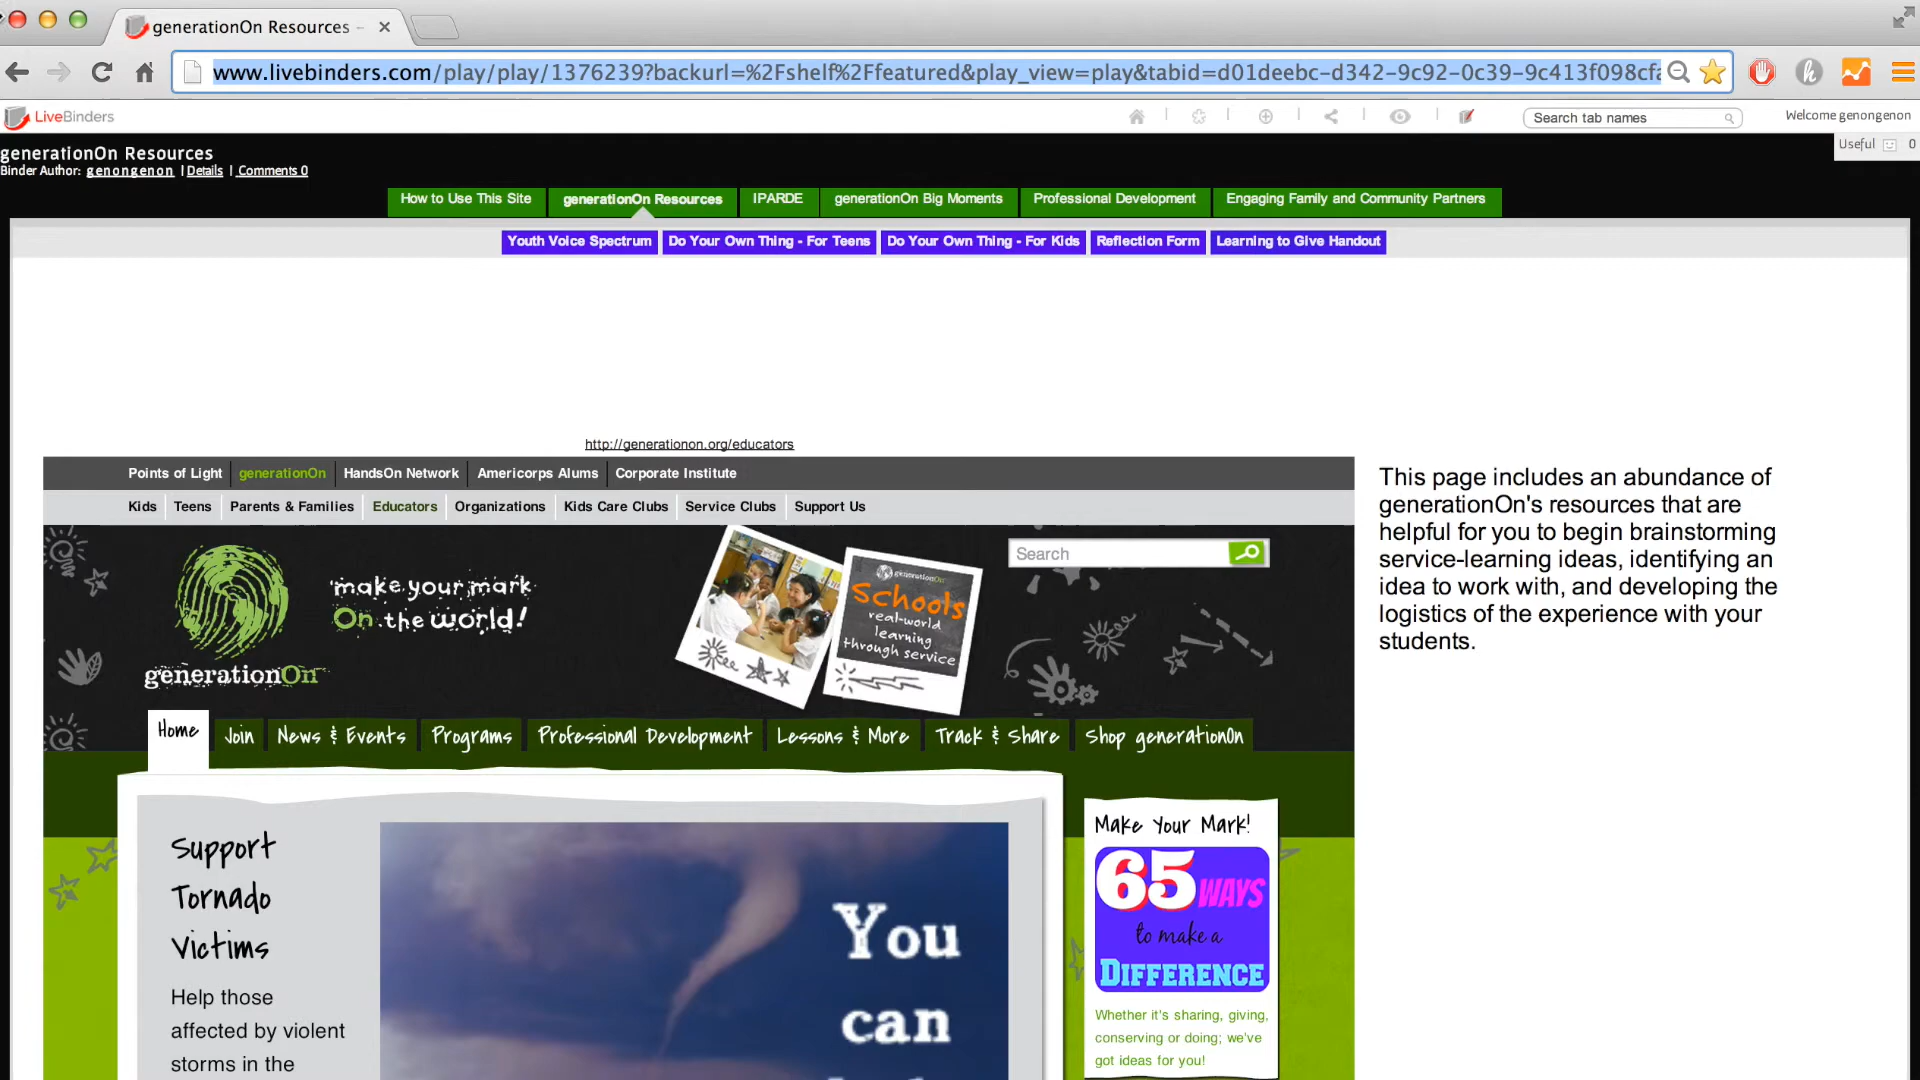 generationOn Resources -
www.livebinders.com/play/play/1376239?backurl=%2Fshelf%2Ffeatured&play_view=play&tabid=d01deebc-d342-9c92-0c39-9c413f098cfa
LiveBinders
Search tab names
Welcome genongenon
generationOn Resources
Useful 0
Binder Author: genongenon | Details | Comments 0
How to Use This Site generationOn Resources IPARDE generationOn Big Moments Professional Development Engaging Family and Community Partners
Youth Voice Spectrum Do Your Own Thing - For Teens Do Your Own Thing - For Kids Reflection Form Learning to Give Handout
http://generationon.org/educators
Points of Light generationOn HandsOn Network Americorps Alums Corporate Institute
Kids Teens Parents & Families Educators Organizations Kids Care Clubs Service Clubs Support Us
make your mark
On the world!
generationOn
generationOn
Schools
real-world
learning
through service
Search
Home Join News & Events Programs Professional Development Lessons & More Track & Share Shop generationOn
Support
Tornado
Victims
Help those
affected by violent
storms in the
You
can
Make Your Mark!
65 WAYS
to make a
DIFFERENCE
Whether it's sharing, giving,
conserving or doing; we've
got ideas for you!
This page includes an abundance of
generationOn's resources that are
helpful for you to begin brainstorming
service-learning ideas, identifying an
idea to work with, and developing the
logistics of the experience with your
students.